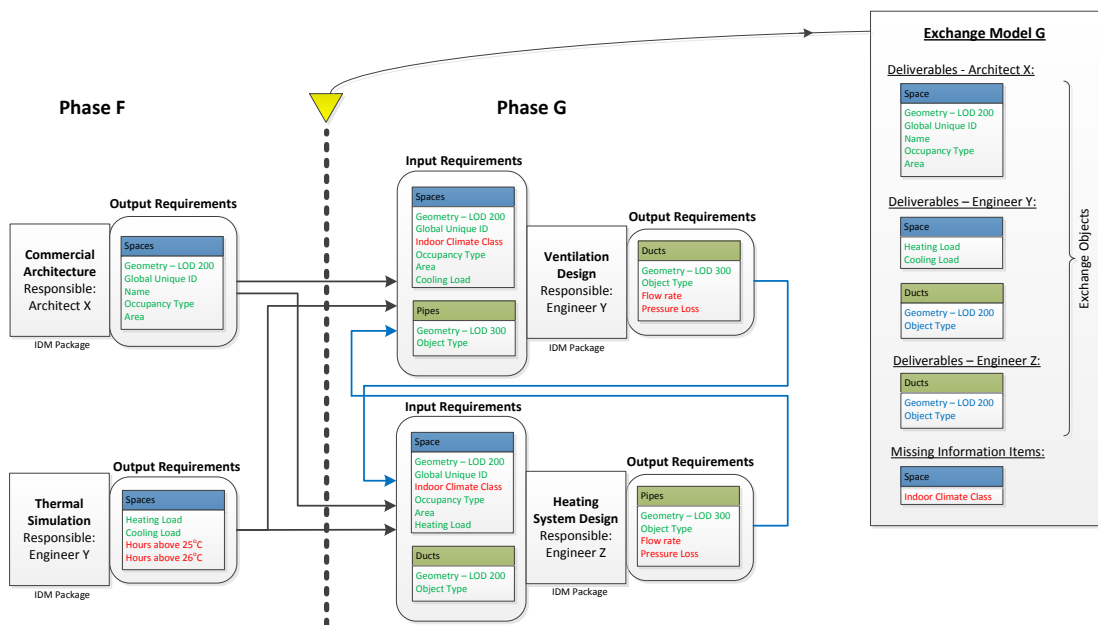 Phase F
Phase G
Output Requirements
Commercial
Architecture
Responsible:
Architect X
IDM Package
Spaces
Geometry – LOD 200
Global Unique ID
Name
Occupancy Type
Area
Output Requirements
Thermal
Simulation
Responsible:
Engineer Y
IDM Package
Spaces
Heating Load
Cooling Load
Hours above 25°C
Hours above 26°C
Input Requirements
Spaces
Geometry – LOD 200
Global Unique ID
Indoor Climate Class
Occupancy Type
Area
Cooling Load
Pipes
Geometry – LOD 300
Object Type
Ventilation
Design
Responsible:
Engineer Y
IDM Package
Output Requirements
Ducts
Geometry – LOD 300
Object Type
Flow rate
Pressure Loss
Input Requirements
Space
Geometry – LOD 200
Global Unique ID
Indoor Climate Class
Occupancy Type
Area
Heating Load
Ducts
Geometry – LOD 200
Object Type
Heating
System Design
Responsible:
Engineer Z
IDM Package
Output Requirements
Pipes
Geometry – LOD 300
Object Type
Flow rate
Pressure Loss
Exchange Model G
Deliverables - Architect X:
Space
Geometry – LOD 200
Global Unique ID
Name
Occupancy Type
Area
Deliverables – Engineer Y:
Space
Heating Load
Cooling Load
Ducts
Geometry – LOD 200
Object Type
Deliverables – Engineer Z:
Ducts
Geometry – LOD 200
Object Type
Missing Information Items:
Space
Indoor Climate Class
Exchange Objects